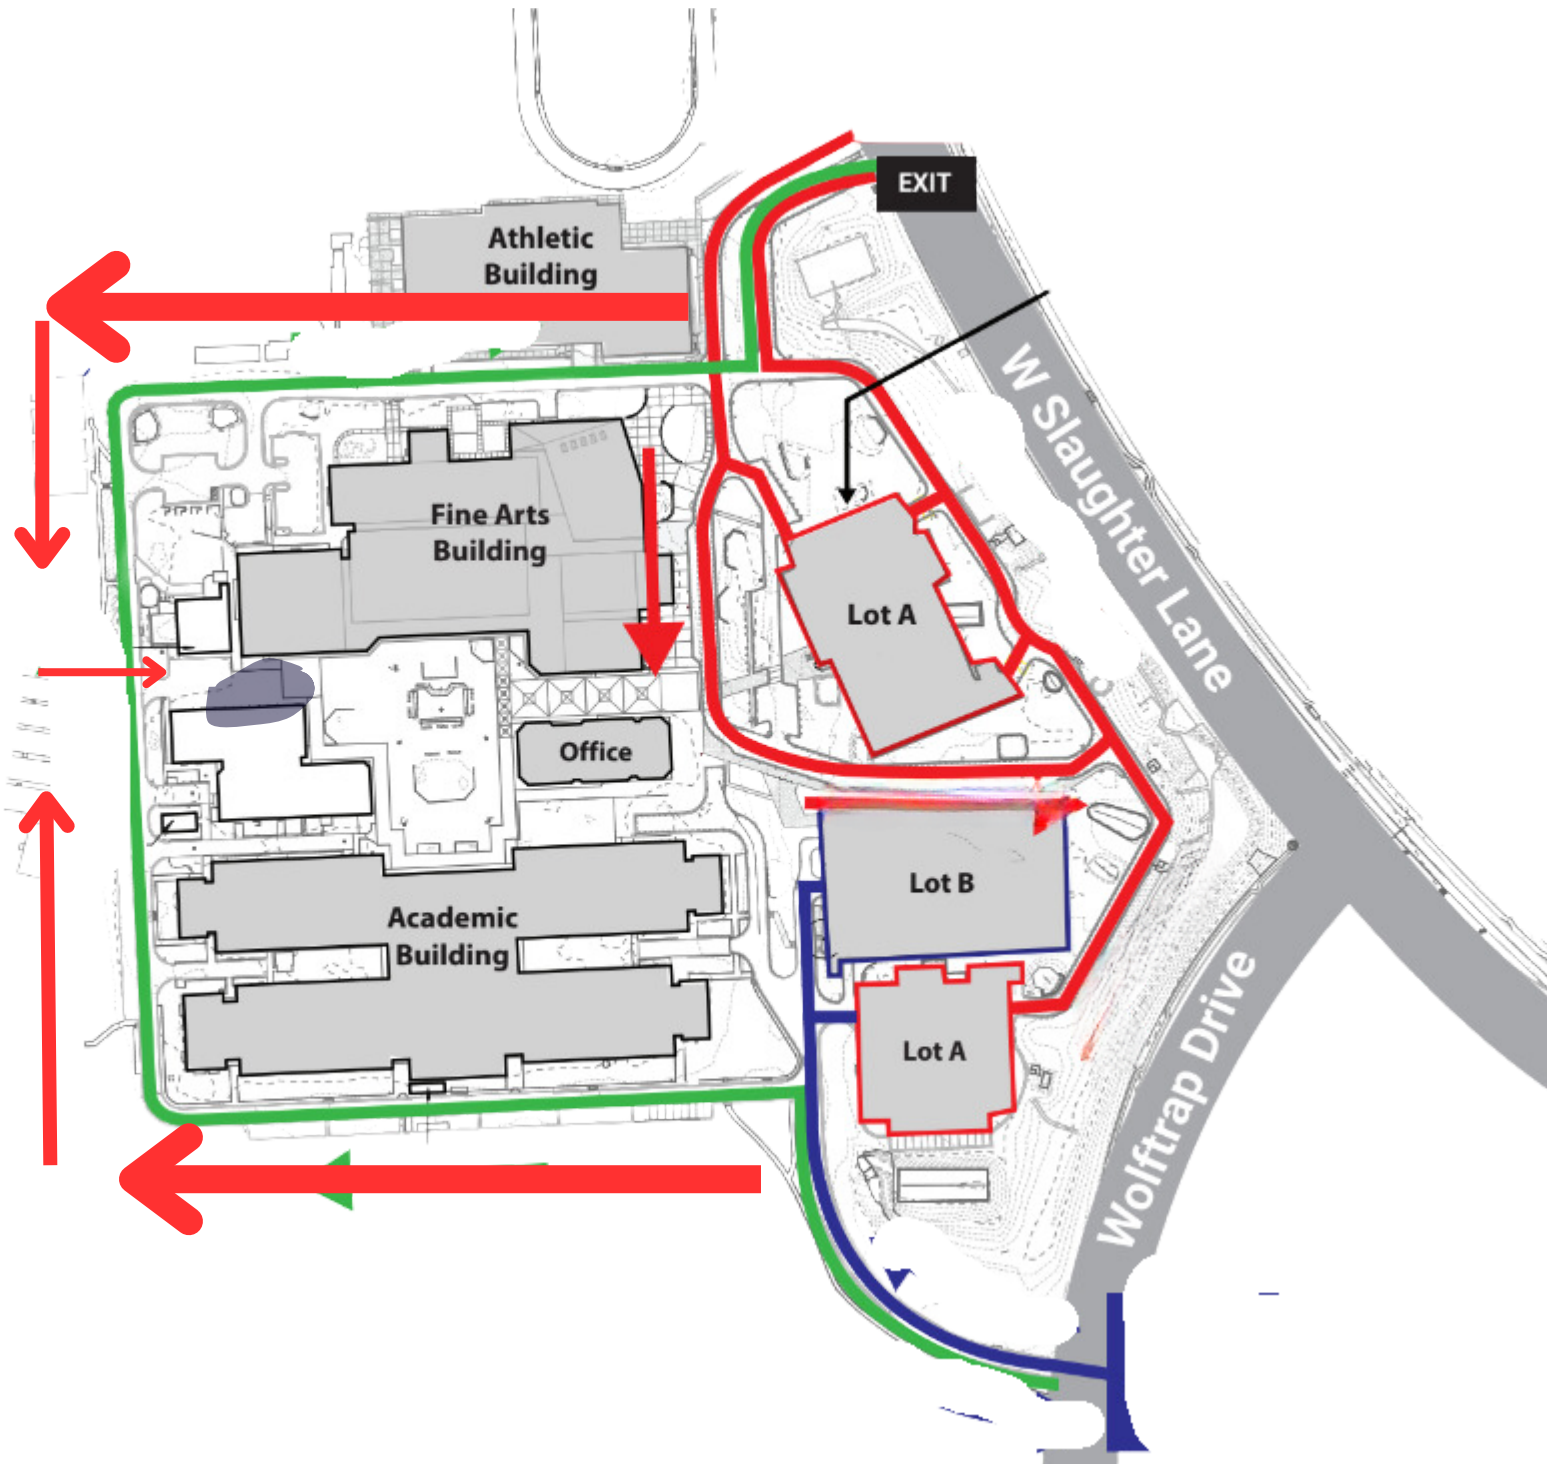 EXIT
Athletic
Building
W Slaughter Lane
Fine Arts
Building
Lot A
Office
Lot B
Academic
Building
Lot A
Wolftrap Drive